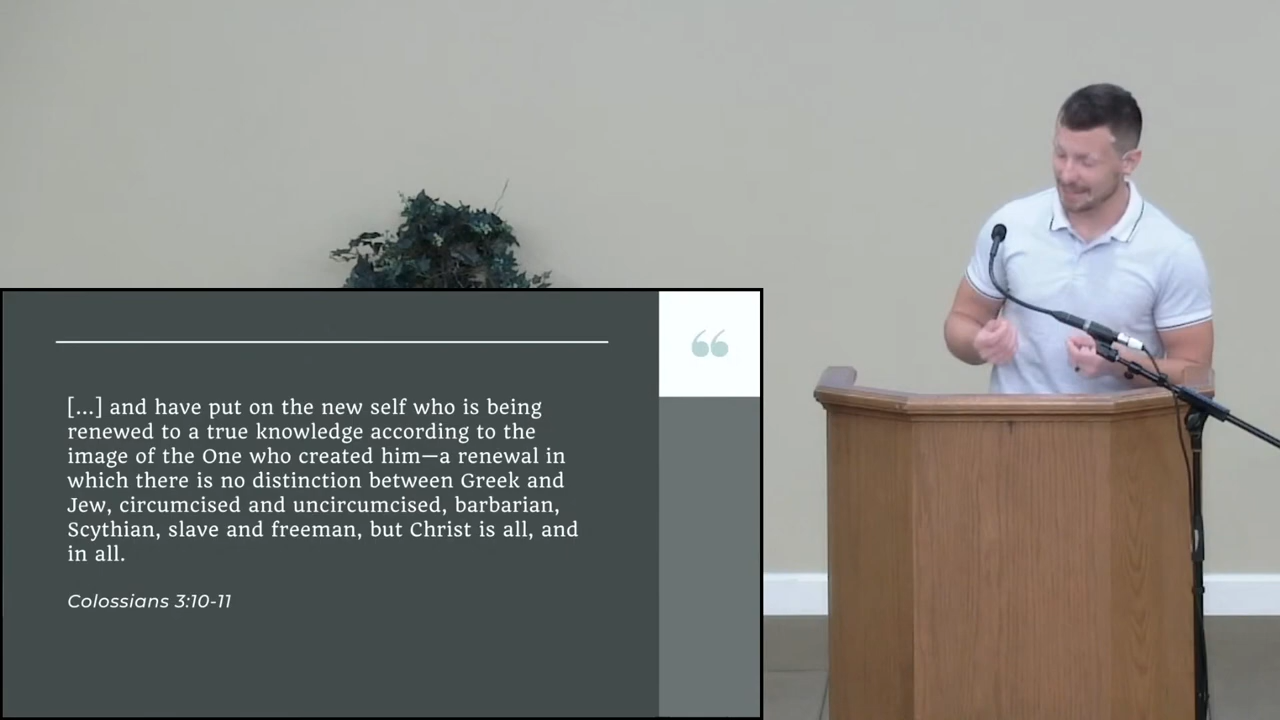 “
[...] and have put on the new self who is being
renewed to a true knowledge according to the
image of the One who created him—a renewal in
which there is no distinction between Greek and
Jew, circumcised and uncircumcised, barbarian,
Scythian, slave and freeman, but Christ is all, and
in all.
Colossians 3:10-11